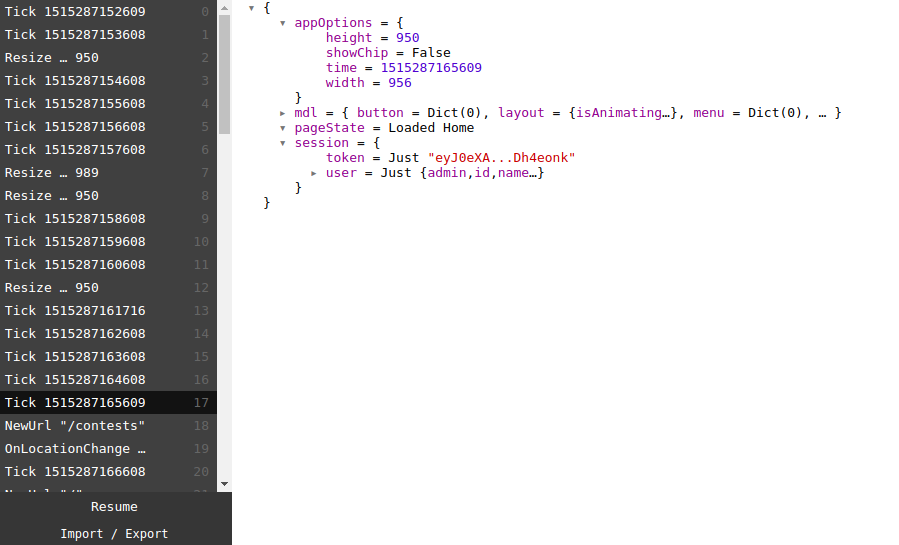 Tick 1515287152609 0
Tick 1515287153608 1
Resize … 950 2
Tick 1515287154608 3
Tick 1515287155608 4
Tick 1515287156608 5
Tick 1515287157608 6
Resize … 989 7
Resize … 950 8
Tick 1515287158608 9
Tick 1515287159608 10
Tick 1515287160608 11
Resize … 950 12
Tick 1515287161716 13
Tick 1515287162608 14
Tick 1515287163608 15
Tick 1515287164608 16
Tick 1515287165609 17
NewUrl "/contests" 18
OnLocationChange … 19
Tick 1515287166608 20
Resume
Import / Export
▾ {
▾ appOptions = {
height = 950
showChip = False
time = 1515287165609
width = 956
}
▸ mdl = { button = Dict(0), layout = {isAnimating…}, menu = Dict(0), … }
▾ pageState = Loaded Home
▾ session = {
token = Just "eyJ0eXA...Dh4eonk"
▸ user = Just {admin,id,name…}
}
}